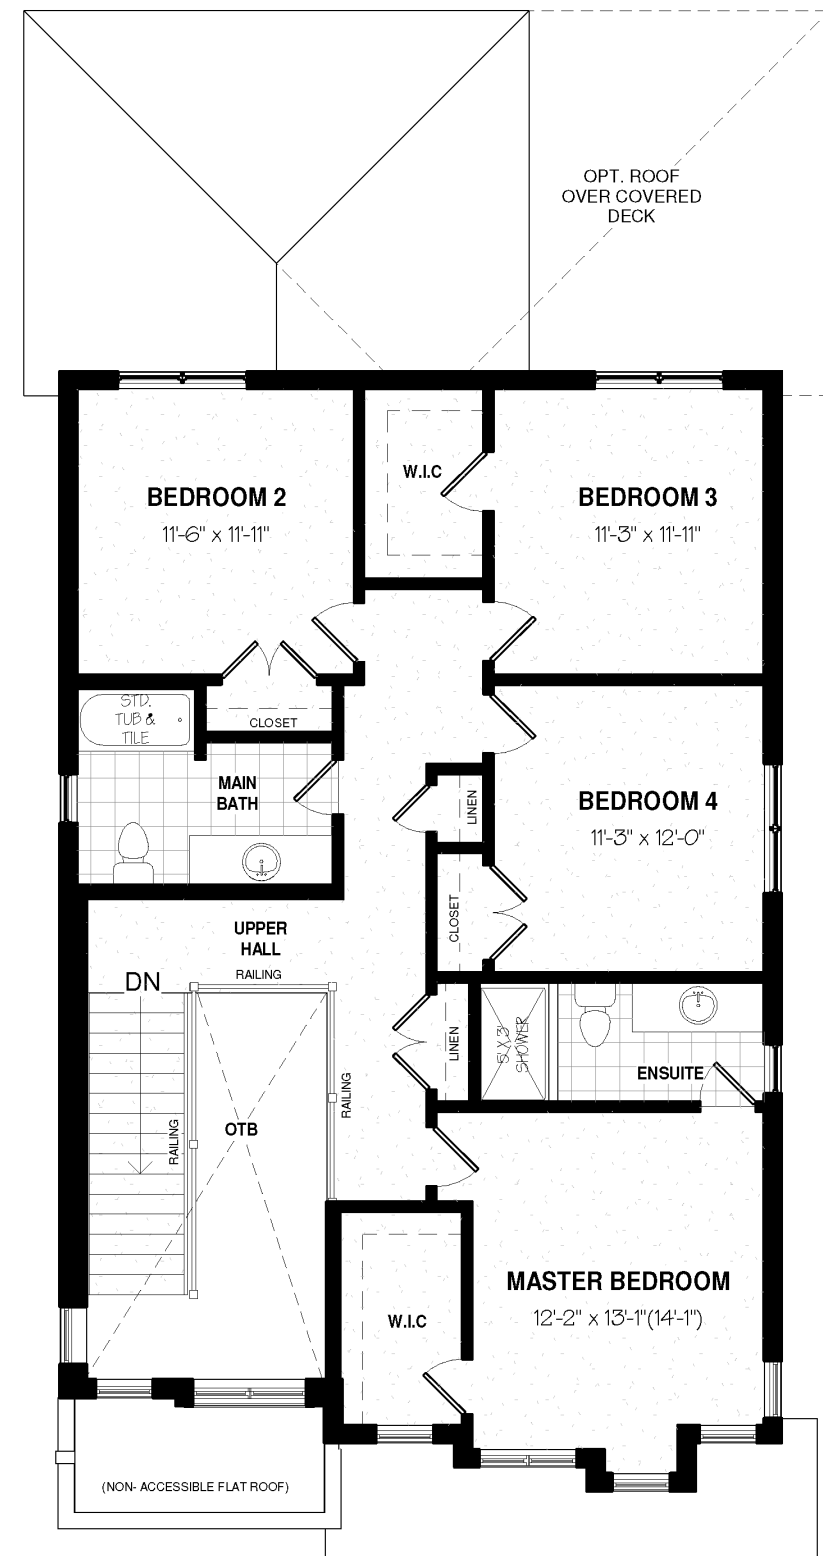 OPT. ROOF
OVER COVERED
DECK
W.I.C
BEDROOM 2
11'-6" x 11'-11"
BEDROOM 3
11'-3" x 11'-11"
STD.
TUB &
TILE
CLOSET
MAIN
BATH
LINEN
BEDROOM 4
11'-3" x 12'-0"
CLOSET
UPPER
HALL
RAILING
DN
LINEN
5' X 3'
SHOWER
ENSUITE
RAILING
OTB
RAILING
MASTER BEDROOM
12'-2" x 13'-1"(14'-1")
W.I.C
(NON- ACCESSIBLE FLAT ROOF)